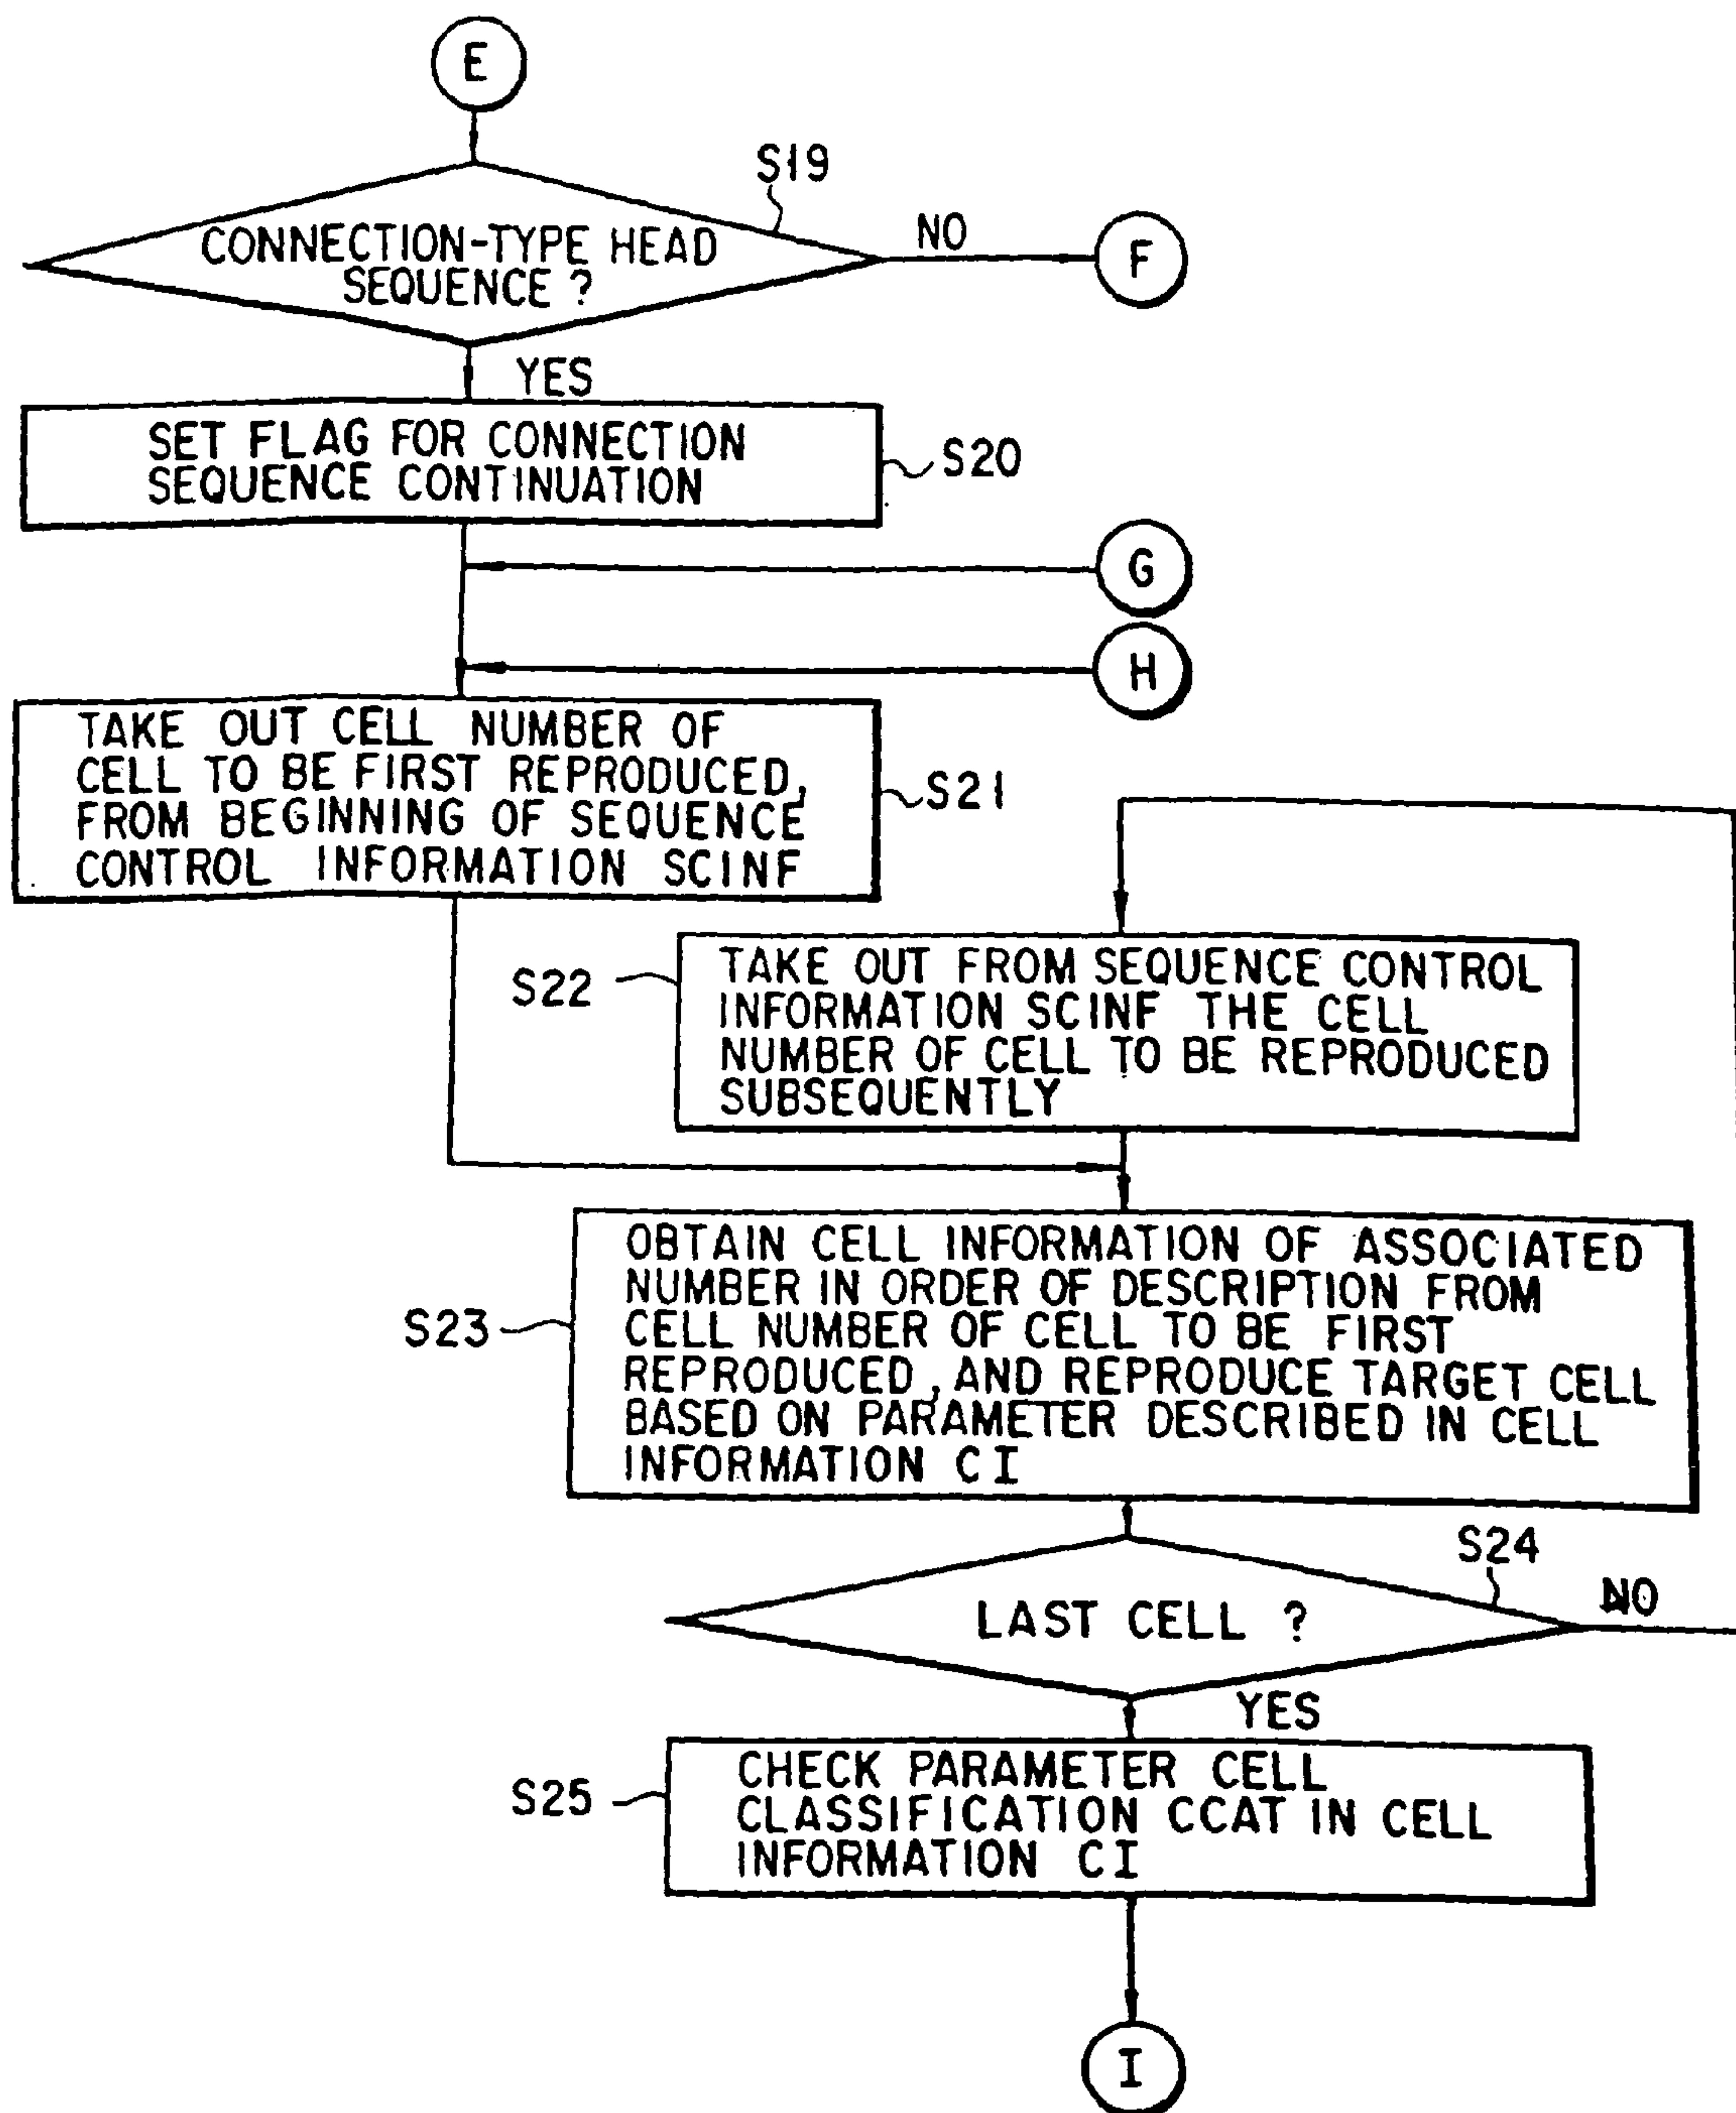 E
S19
CONNECTION-TYPE HEAD
SEQUENCE ?
NO
F
YES
SET FLAG FOR CONNECTION
SEQUENCE CONTINUATION
S20
G
H
TAKE OUT CELL NUMBER OF
CELL TO BE FIRST REPRODUCED,
FROM BEGINNING OF SEQUENCE
CONTROL INFORMATION SCINF
S21
S22
TAKE OUT FROM SEQUENCE CONTROL
INFORMATION SCINF THE CELL
NUMBER OF CELL TO BE REPRODUCED
SUBSEQUENTLY
S23
OBTAIN CELL INFORMATION OF ASSOCIATED
NUMBER IN ORDER OF DESCRIPTION FROM
CELL NUMBER OF CELL TO BE FIRST
REPRODUCED, AND REPRODUCE TARGET CELL
BASED ON PARAMETER DESCRIBED IN CELL
INFORMATION CI
S24
LAST CELL ?
NO
YES
S25
CHECK PARAMETER CELL
CLASSIFICATION CCAT IN CELL
INFORMATION CI
I